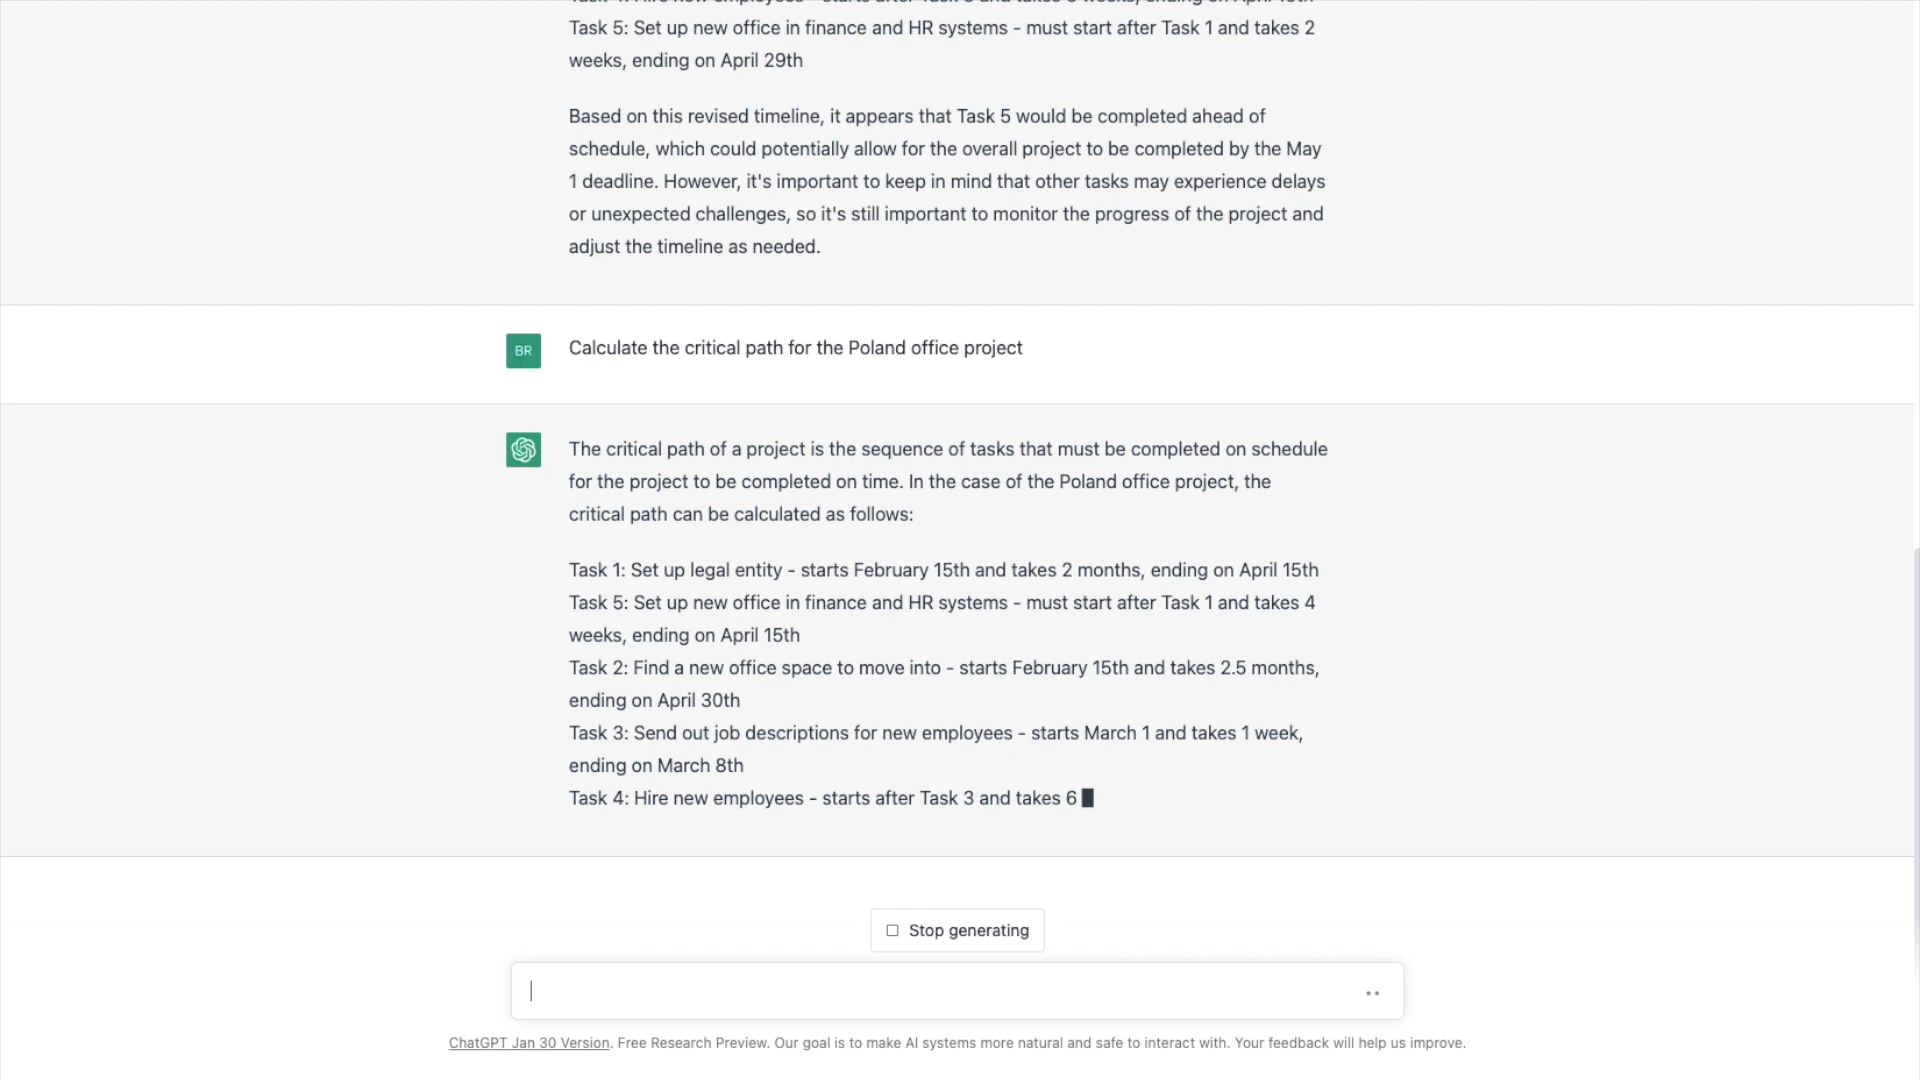 Task 5: Set up new office in finance and HR systems - must start after Task 1 and takes 2
weeks, ending on April 29th
Based on this revised timeline, it appears that Task 5 would be completed ahead of
schedule, which could potentially allow for the overall project to be completed by the May
1 deadline. However, it's important to keep in mind that other tasks may experience delays
or unexpected challenges, so it's still important to monitor the progress of the project and
adjust the timeline as needed.
BR
Calculate the critical path for the Poland office project
The critical path of a project is the sequence of tasks that must be completed on schedule
for the project to be completed on time. In the case of the Poland office project, the
critical path can be calculated as follows:
Task 1: Set up legal entity - starts February 15th and takes 2 months, ending on April 15th
Task 5: Set up new office in finance and HR systems - must start after Task 1 and takes 4
weeks, ending on April 15th
Task 2: Find a new office space to move into - starts February 15th and takes 2.5 months,
ending on April 30th
Task 3: Send out job descriptions for new employees - starts March 1 and takes 1 week,
ending on March 8th
Task 4: Hire new employees - starts after Task 3 and takes 6
Stop generating
ChatGPT Jan 30 Version. Free Research Preview. Our goal is to make AI systems more natural and safe to interact with. Your feedback will help us improve.